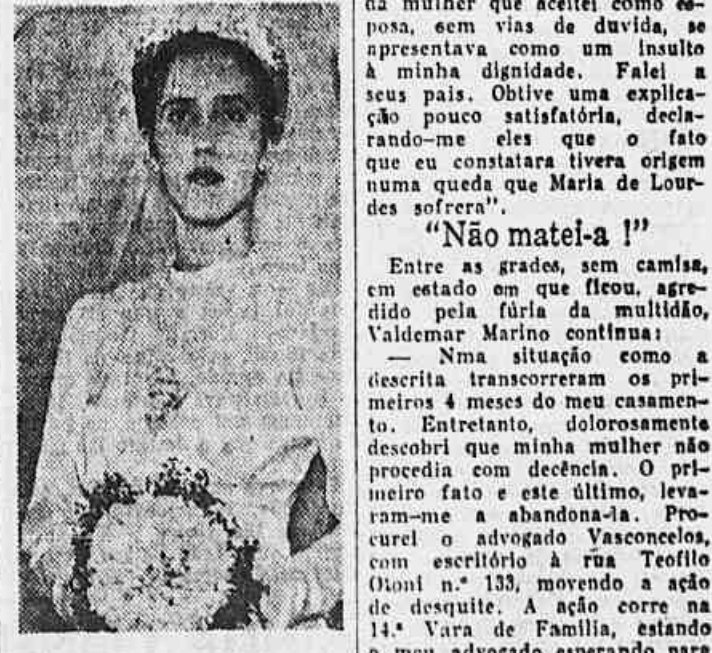 da mulher que aceitei como es-
posa, sem vias de duvida, se
apresentava como um insulto
à minha dignidade. Falei a
seus pais. Obtive uma explica-
ção pouco satisfatória, decla-
rando-me eles que o fato
que eu constatara tivera origem
numa queda que Maria de Lour-
des sofrera".
"Não matei-a !"
Entre as grades, sem camisa,
em estado em que ficou, agre-
dido pela fúria da multidão,
Valdemar Marino continua:
— Nma situação como a
descrita transcorreram os pri-
meiros 4 meses do meu casamen-
to. Entretanto, dolorosamente
descobri que minha mulher não
procedia com decência. O pri-
meiro fato e este último, leva-
ram-me a abandona-la. Pro-
curei o advogado Vasconcelos,
com escritório à rua Teofilo
Otoni n.º 133, movendo a ação
de desquite. A ação corre na
14.ª Vara de Familia, estando
o meu advogado esperando para